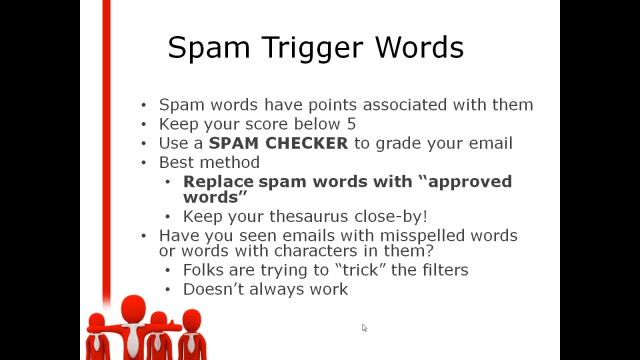 Spam Trigger Words
• Spam words have points associated with them
• Keep your score below 5
• Use a SPAM CHECKER to grade your email
• Best method
• Replace spam words with “approved
words”
• Keep your thesaurus close-by!
• Have you seen emails with misspelled words
or words with characters in them?
• Folks are trying to “trick” the filters
• Doesn’t always work